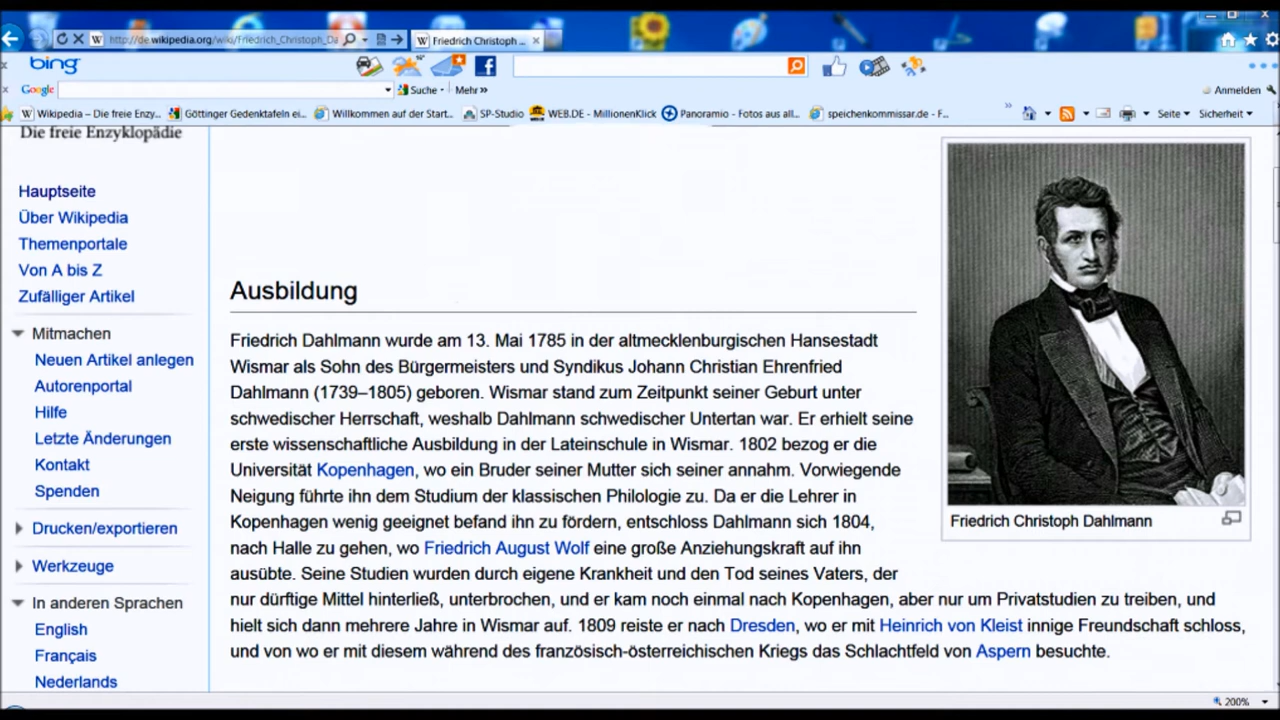 http://de.wikipedia.org/wiki/Friedrich_Christoph_Da
W Friedrich Christoph ...
bing
Google
Suche
Mehr »
Anmelden
Wikipedia – Die freie Enzy...
Göttinger Gedenktafeln ei...
Willkommen auf der Start...
SP-Studio
WEB.DE - MillionenKlick
Panoramio - Fotos aus all...
speichenkommissar.de - F...
Seite
Sicherheit
Die freie Enzyklopädie
Hauptseite
Über Wikipedia
Themenportale
Von A bis Z
Zufälliger Artikel
Mitmachen
Neuen Artikel anlegen
Autorenportal
Hilfe
Letzte Änderungen
Kontakt
Spenden
Drucken/exportieren
Werkzeuge
In anderen Sprachen
English
Français
Nederlands
Ausbildung
Friedrich Dahlmann wurde am 13. Mai 1785 in der altmecklenburgischen Hansestadt
Wismar als Sohn des Bürgermeisters und Syndikus Johann Christian Ehrenfried
Dahlmann (1739–1805) geboren. Wismar stand zum Zeitpunkt seiner Geburt unter
schwedischer Herrschaft, weshalb Dahlmann schwedischer Untertan war. Er erhielt seine
erste wissenschaftliche Ausbildung in der Lateinschule in Wismar. 1802 bezog er die
Universität Kopenhagen, wo ein Bruder seiner Mutter sich seiner annahm. Vorwiegende
Neigung führte ihn dem Studium der klassischen Philologie zu. Da er die Lehrer in
Kopenhagen wenig geeignet befand ihn zu fördern, entschloss Dahlmann sich 1804,
nach Halle zu gehen, wo Friedrich August Wolf eine große Anziehungskraft auf ihn
ausübte. Seine Studien wurden durch eigene Krankheit und den Tod seines Vaters, der
nur dürftige Mittel hinterließ, unterbrochen, und er kam noch einmal nach Kopenhagen, aber nur um Privatstudien zu treiben, und
hielt sich dann mehrere Jahre in Wismar auf. 1809 reiste er nach Dresden, wo er mit Heinrich von Kleist innige Freundschaft schloss,
und von wo er mit diesem während des französisch-österreichischen Kriegs das Schlachtfeld von Aspern besuchte.
Friedrich Christoph Dahlmann
200%